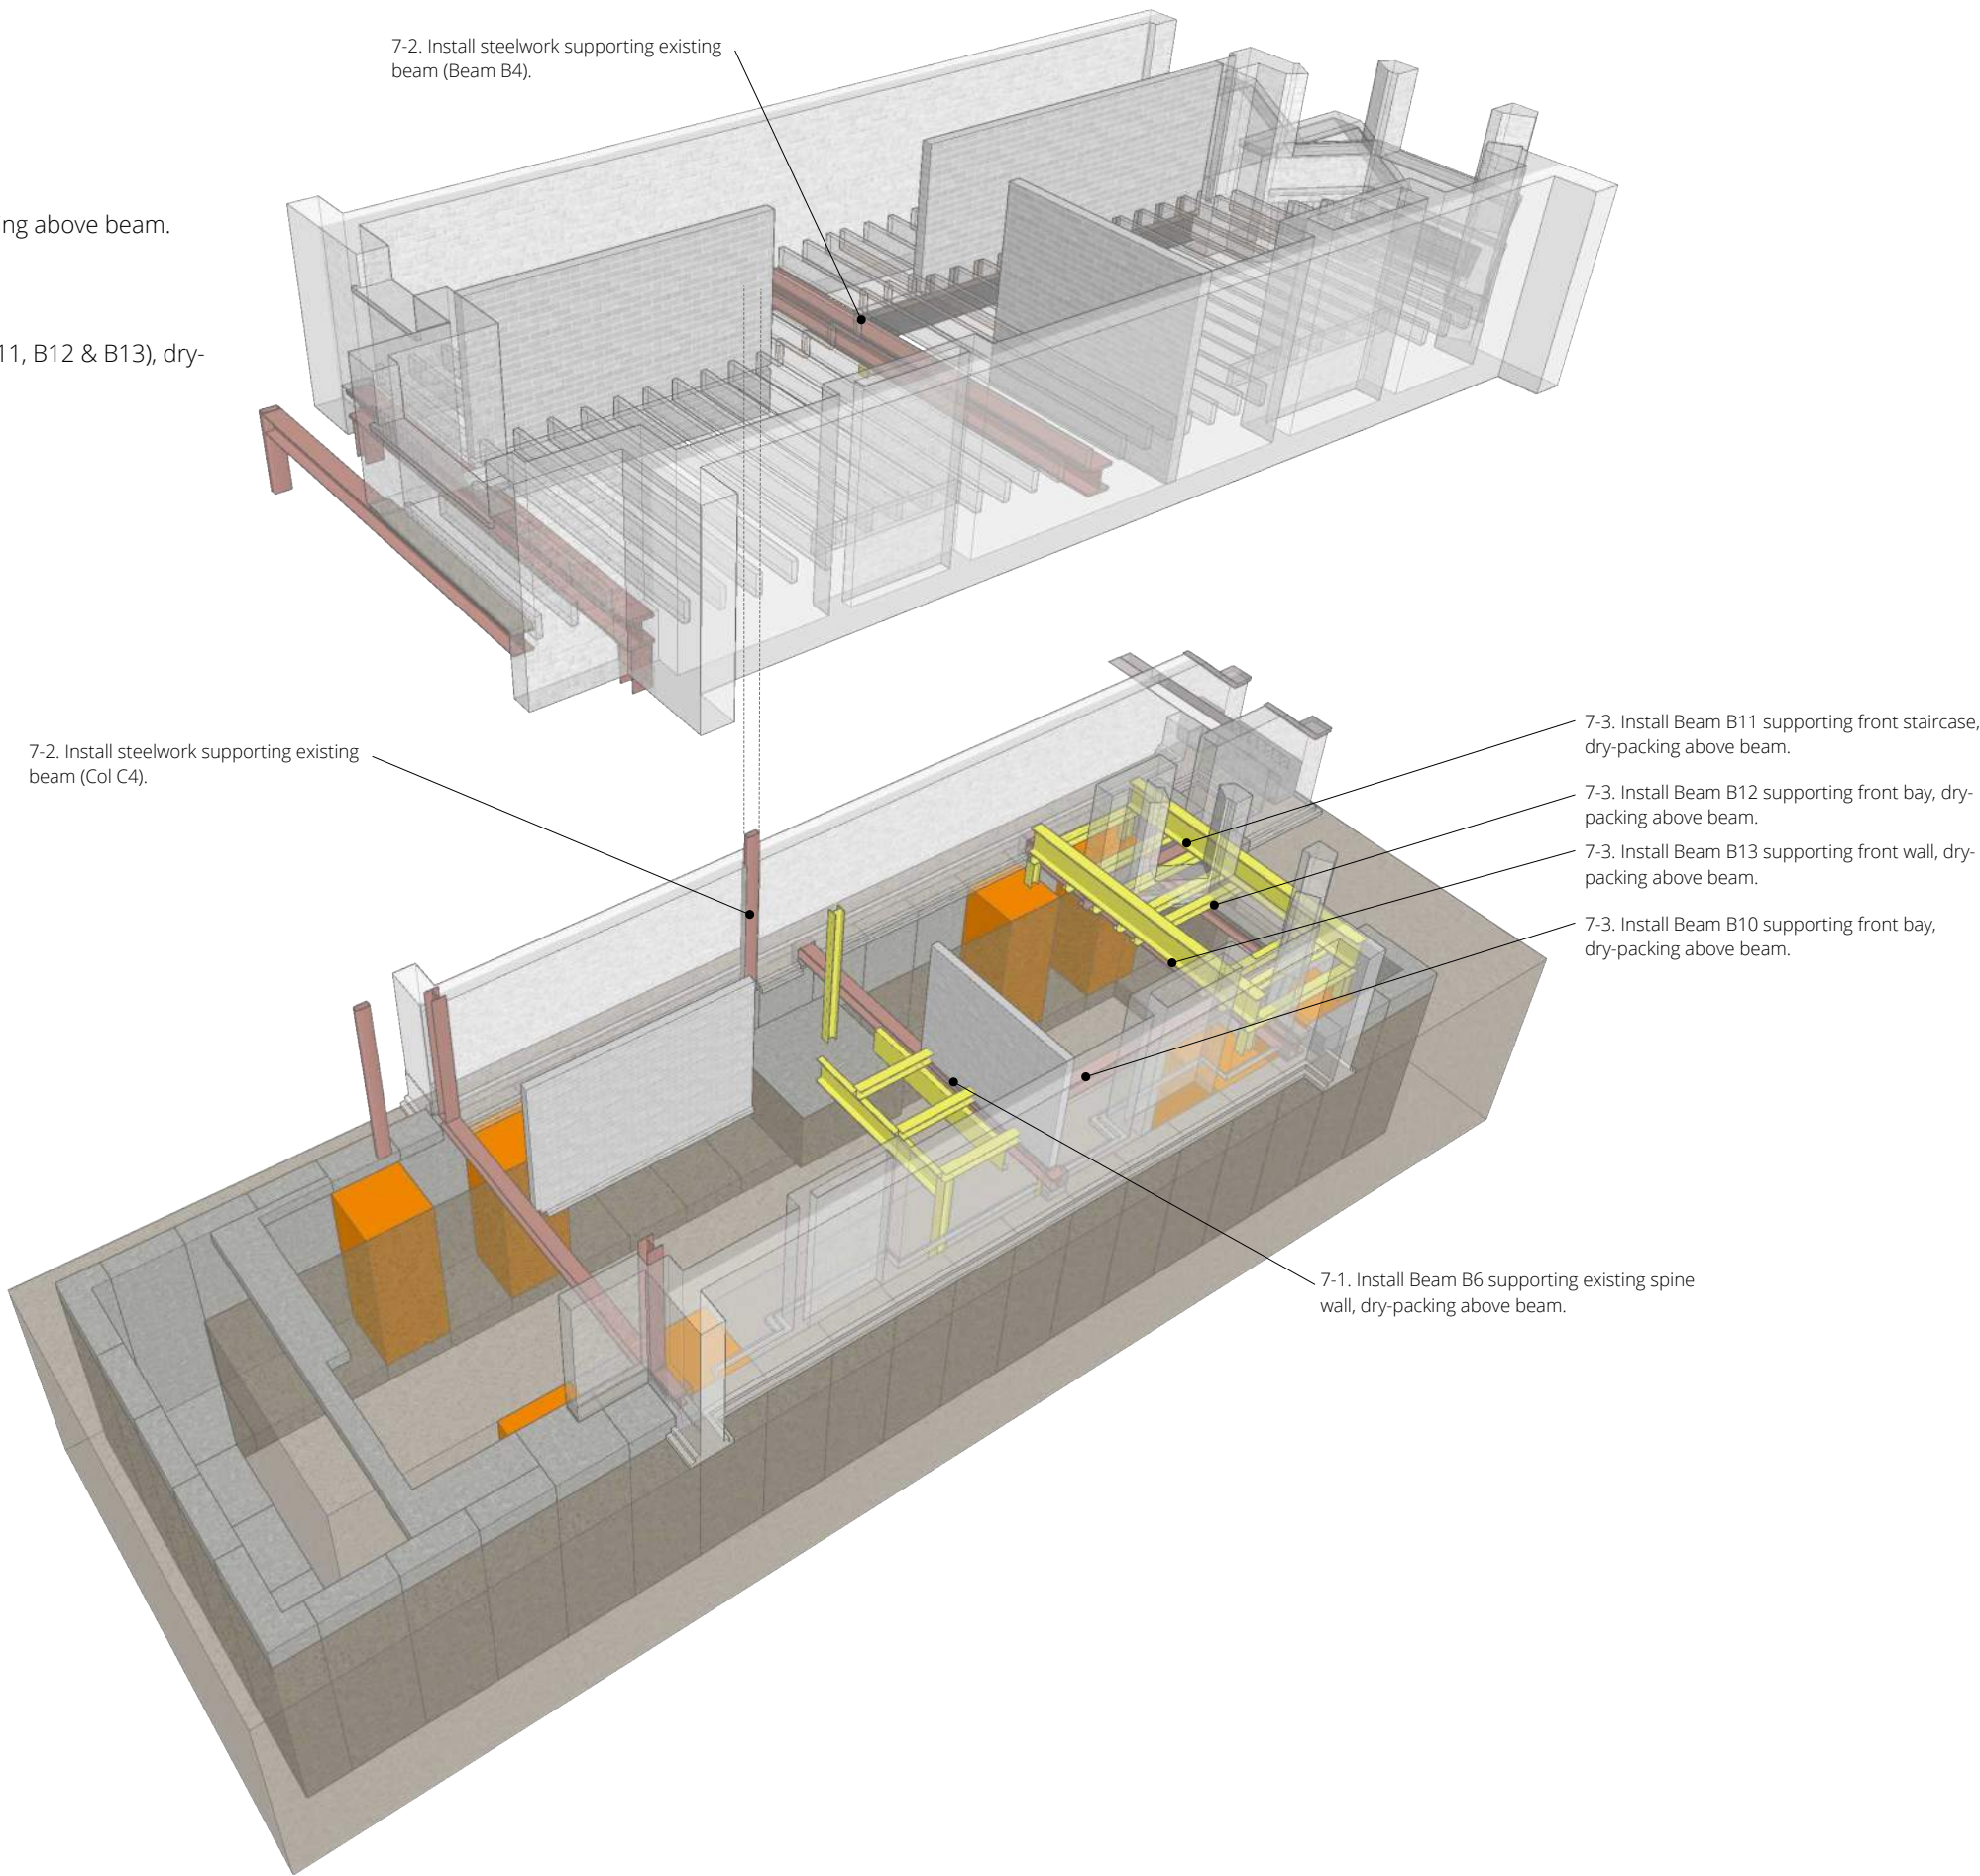 7-2. Install steelwork supporting existing
beam (Beam B4).
ng above beam.
11, B12 & B13), dry-
7-2. Install steelwork supporting existing
beam (Col C4).
7-3. Install Beam B11 supporting front staircase,
dry-packing above beam.
7-3. Install Beam B12 supporting front bay, dry-
packing above beam.
7-3. Install Beam B13 supporting front wall, dry-
packing above beam.
7-3. Install Beam B10 supporting front bay,
dry-packing above beam.
7-1. Install Beam B6 supporting existing spine
wall, dry-packing above beam.